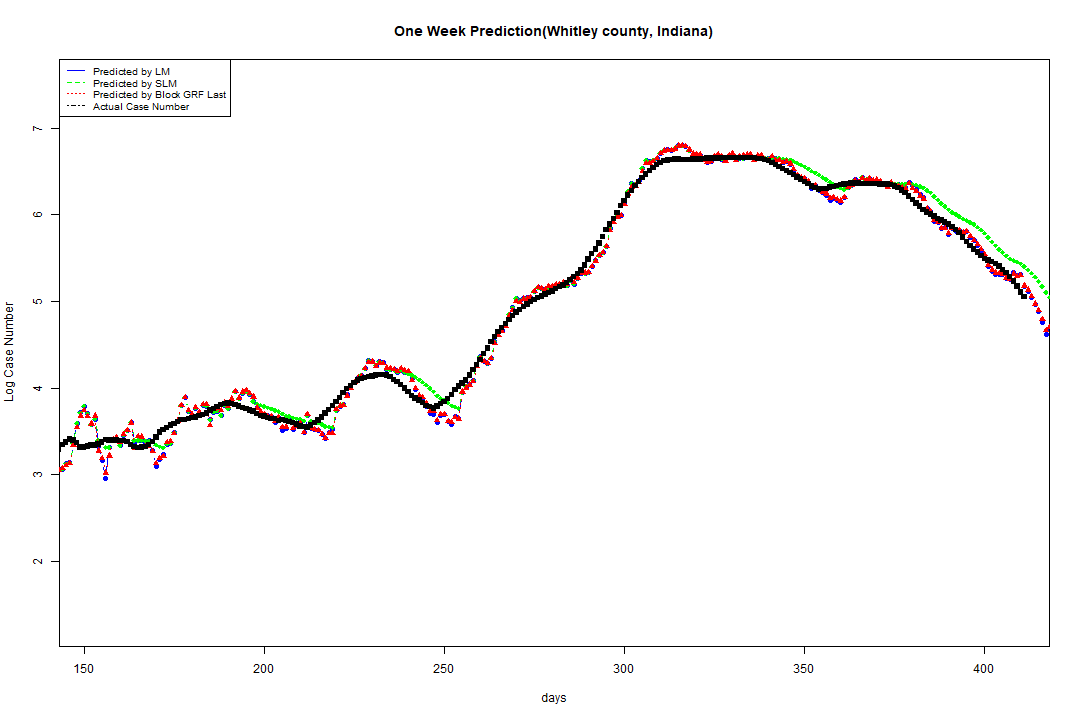 One Week Prediction(Whitley county, Indiana)
Predicted by LM
Predicted by SLM
Predicted by Block GRF Last
Actual Case Number
7
6
5
4
3
2
Log Case Number
150 200 250 300 350 400
days